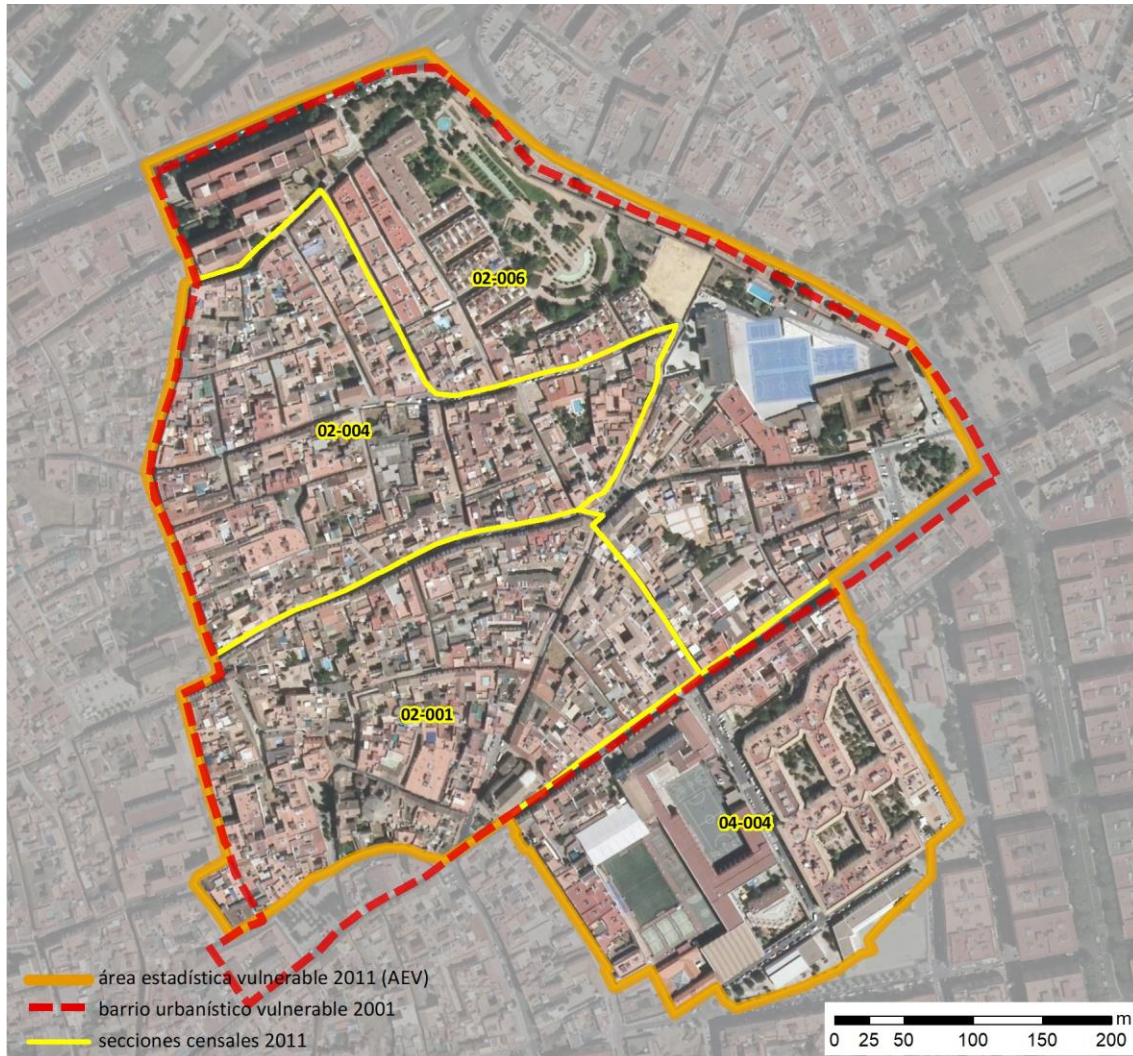 02-006
02-004
02-001
04-004
área estadística vulnerable 2011 (AEV)
barrio urbanístico vulnerable 2001
secciones censales 2011
m
0 25 50 100 150 200